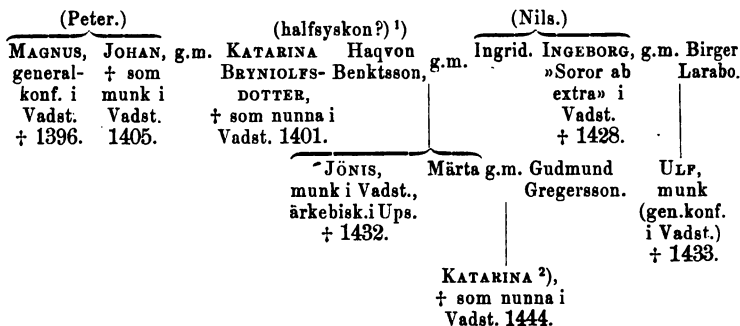 (Peter.) (halfsyskon?) ¹) (Nils.)
MAGNUS, JOHAN, g.m. KATARINA Haqvon g.m. Ingrid. INGEBORG, g.m. Birger
general- † som BRYNIOLFS- Benktsson, »Soror ab Larabo.
konf. i munk i DOTTER, extra» i
Vadst. Vadst. † som nunna i Vadst.
† 1396. 1405. Vadst. 1401. † 1428.
JÖNIS, Märta g.m. Gudmund ULF,
munk i Vadst., Gregersson. munk
ärkebisk.i Ups. (gen.konf.
† 1432. i Vadst.)
† 1433.
KATARINA ²),
† som nunna i
Vadst. 1444.